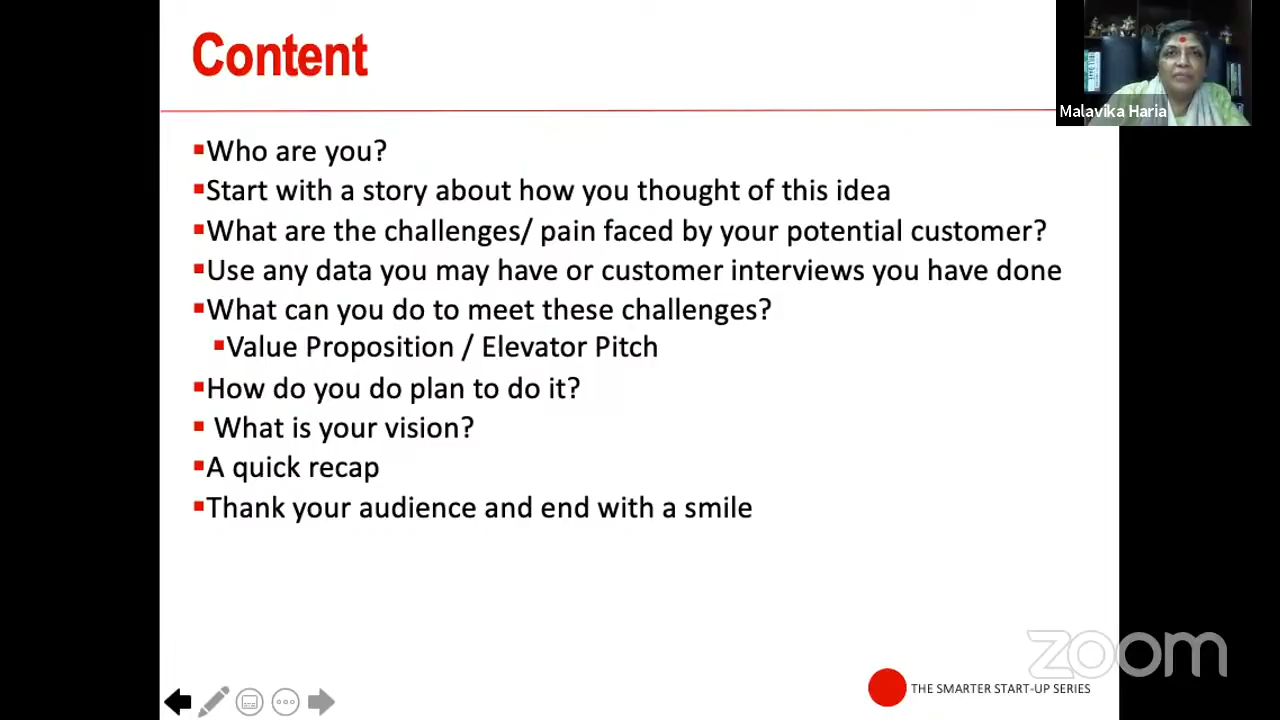 Content
Malavika Haria
▪Who are you?
▪Start with a story about how you thought of this idea
▪What are the challenges/ pain faced by your potential customer?
▪Use any data you may have or customer interviews you have done
▪What can you do to meet these challenges?
▪Value Proposition / Elevator Pitch
▪How do you do plan to do it?
▪ What is your vision?
▪A quick recap
▪Thank your audience and end with a smile
zoom
THE SMARTER START-UP SERIES